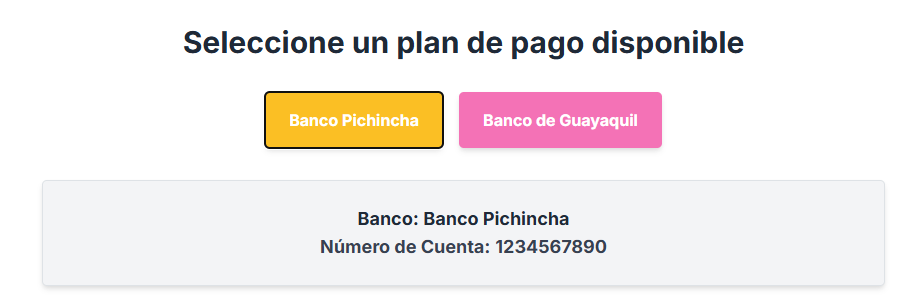 Seleccione un plan de pago disponible
Banco Pichincha
Banco de Guayaquil
Banco: Banco Pichincha
Número de Cuenta: 1234567890